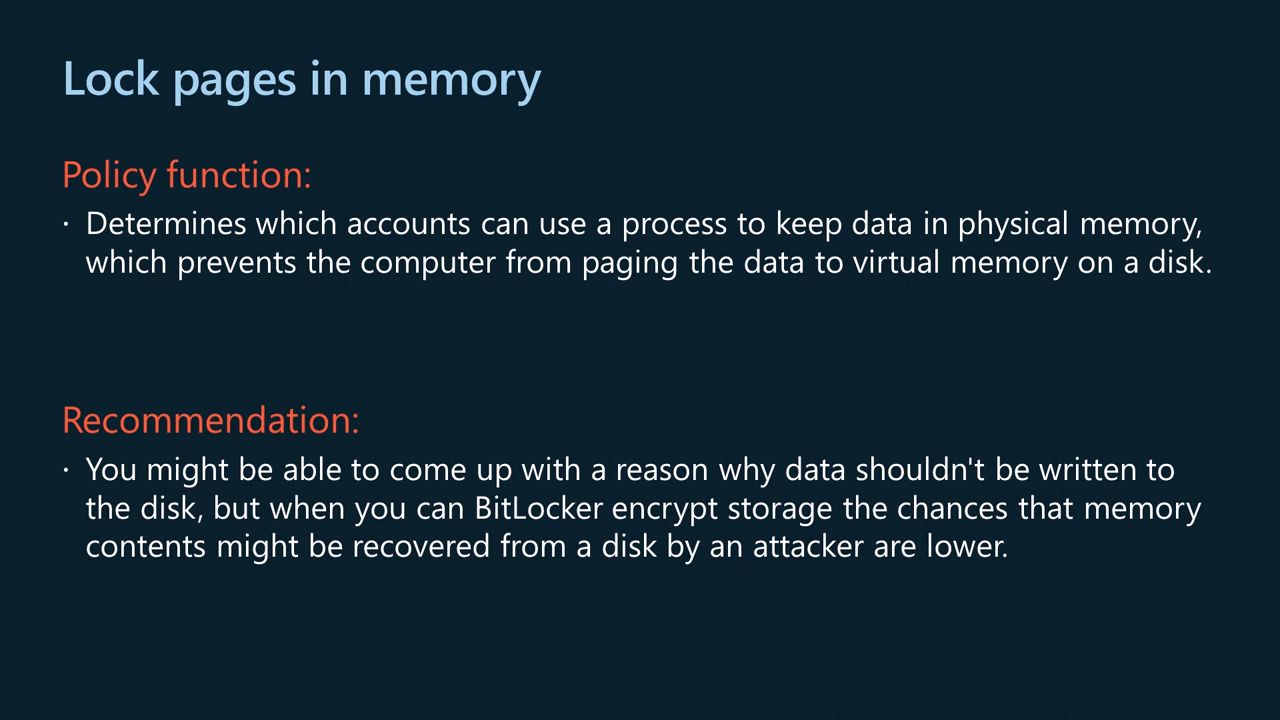 Lock pages in memory
Policy function:
· Determines which accounts can use a process to keep data in physical memory,
which prevents the computer from paging the data to virtual memory on a disk.
Recommendation:
· You might be able to come up with a reason why data shouldn't be written to
the disk, but when you can BitLocker encrypt storage the chances that memory
contents might be recovered from a disk by an attacker are lower.